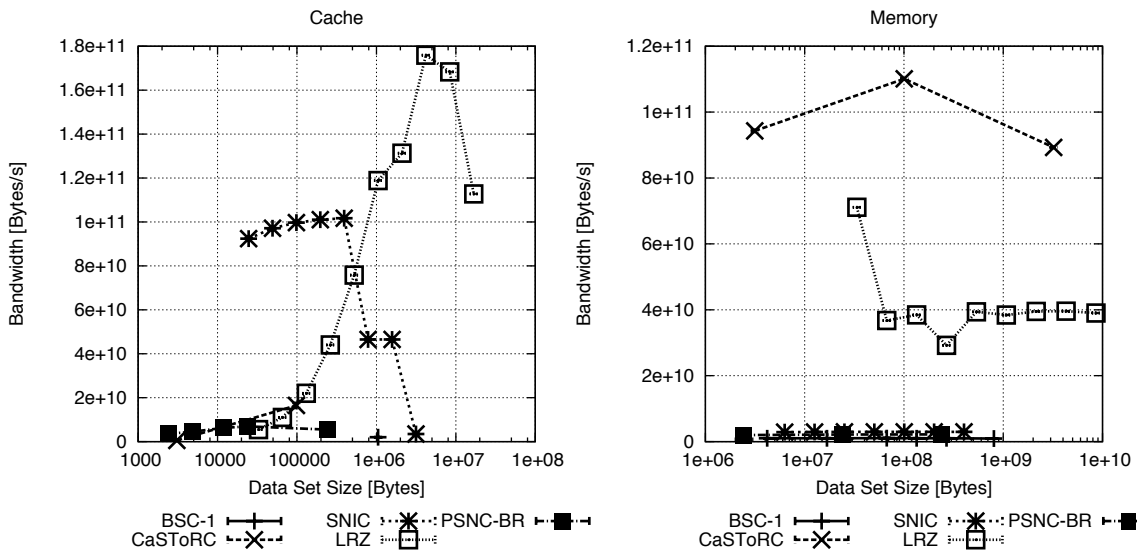 Cache
1.8e+11
1.6e+11
1.4e+11
1.2e+11
1e+11
8e+10
6e+10
4e+10
2e+10
0
Bandwidth [Bytes/s]
1000 10000 100000 1e+06 1e+07 1e+08
Data Set Size [Bytes]
BSC-1 SNIC PSNC-BR
CaSToRC LRZ
Memory
1.2e+11
1e+11
8e+10
6e+10
4e+10
2e+10
0
Bandwidth [Bytes/s]
1e+06 1e+07 1e+08 1e+09 1e+10
Data Set Size [Bytes]
BSC-1 SNIC PSNC-BR
CaSToRC LRZ